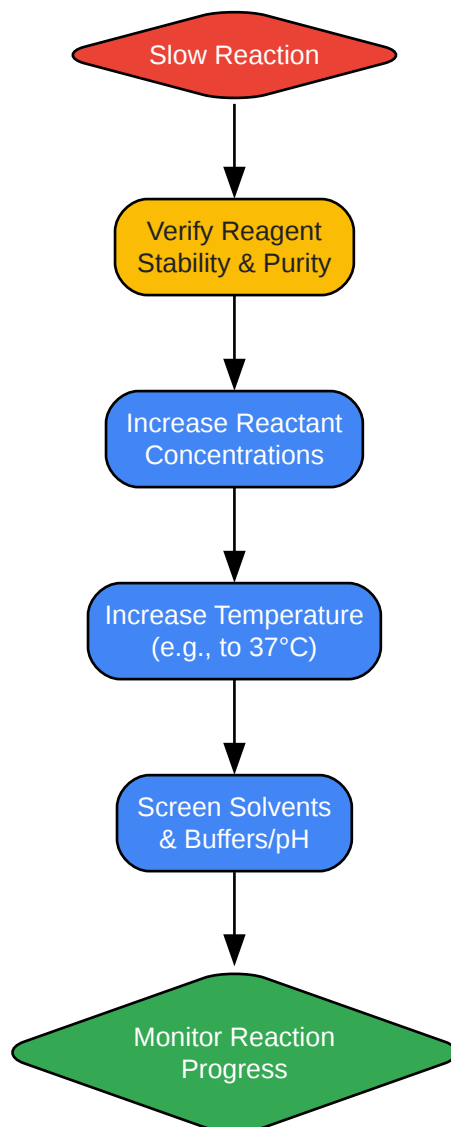 Slow Reaction
Verify Reagent
Stability & Purity
Increase Reactant
Concentrations
Increase Temperature
(e.g., to 37°C)
Screen Solvents
& Buffers/pH
Monitor Reaction
Progress